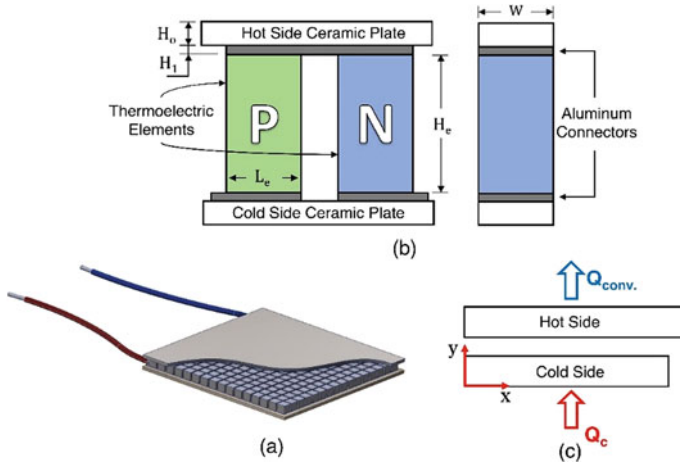 H₀
Hot Side Ceramic Plate
W
H₁
Thermoelectric
Elements
P
N
Hₑ
Lₑ
Aluminum
Connectors
Cold Side Ceramic Plate
(b)
Q_conv.
Hot Side
y
Cold Side
x
Q_c
(a)
(c)